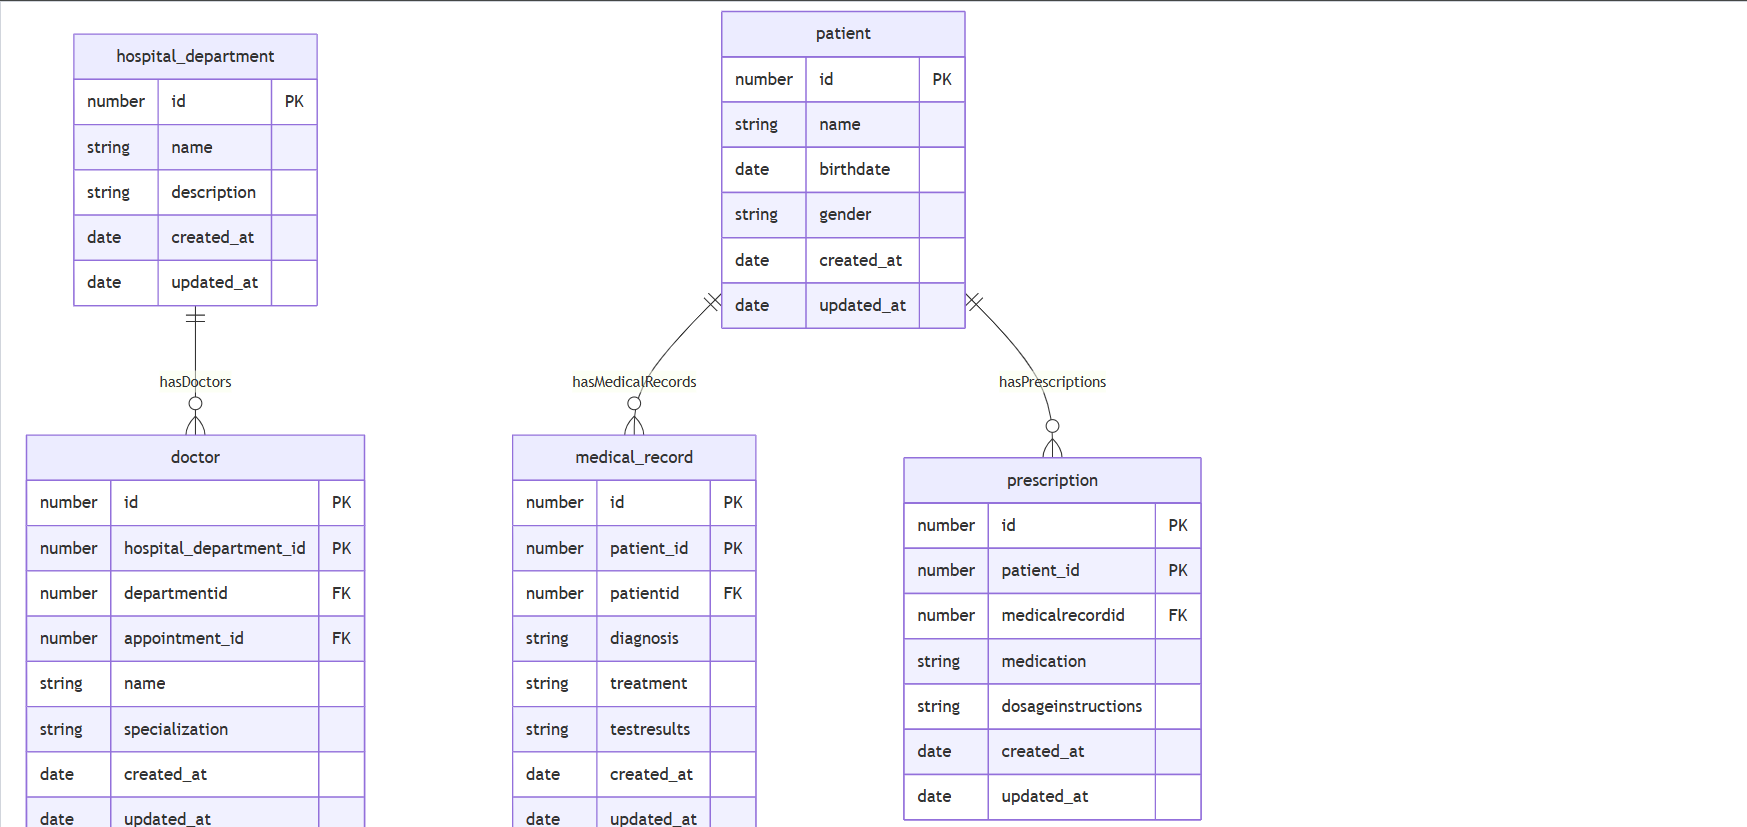 hospital_department
number id PK
string name
string description
date created_at
date updated_at
patient
number id PK
string name
date birthdate
string gender
date created_at
date updated_at
hasDoctors
hasMedicalRecords
hasPrescriptions
doctor
number id PK
number hospital_department_id PK
number departmentid FK
number appointment_id FK
string name
string specialization
date created_at
date updated_at
medical_record
number id PK
number patient_id PK
number patientid FK
string diagnosis
string treatment
string testresults
date created_at
date updated_at
prescription
number id PK
number patient_id PK
number medicalrecordid FK
string medication
string dosageinstructions
date created_at
date updated_at